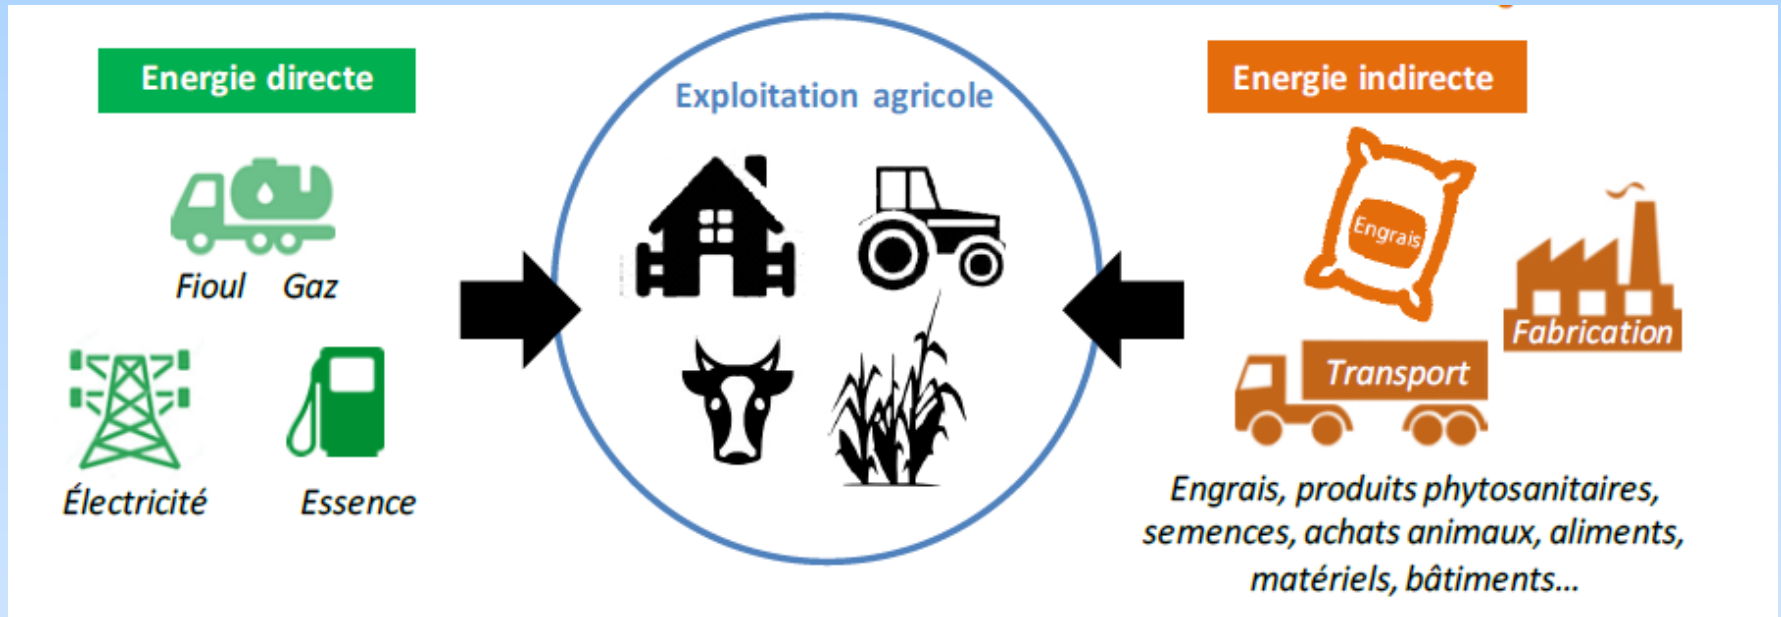 Energie directe
Fioul Gaz
Électricité Essence
Exploitation agricole
Energie indirecte
Engrais
Fabrication
Transport
Engrais, produits phytosanitaires,
semences, achats animaux, aliments,
matériels, bâtiments...